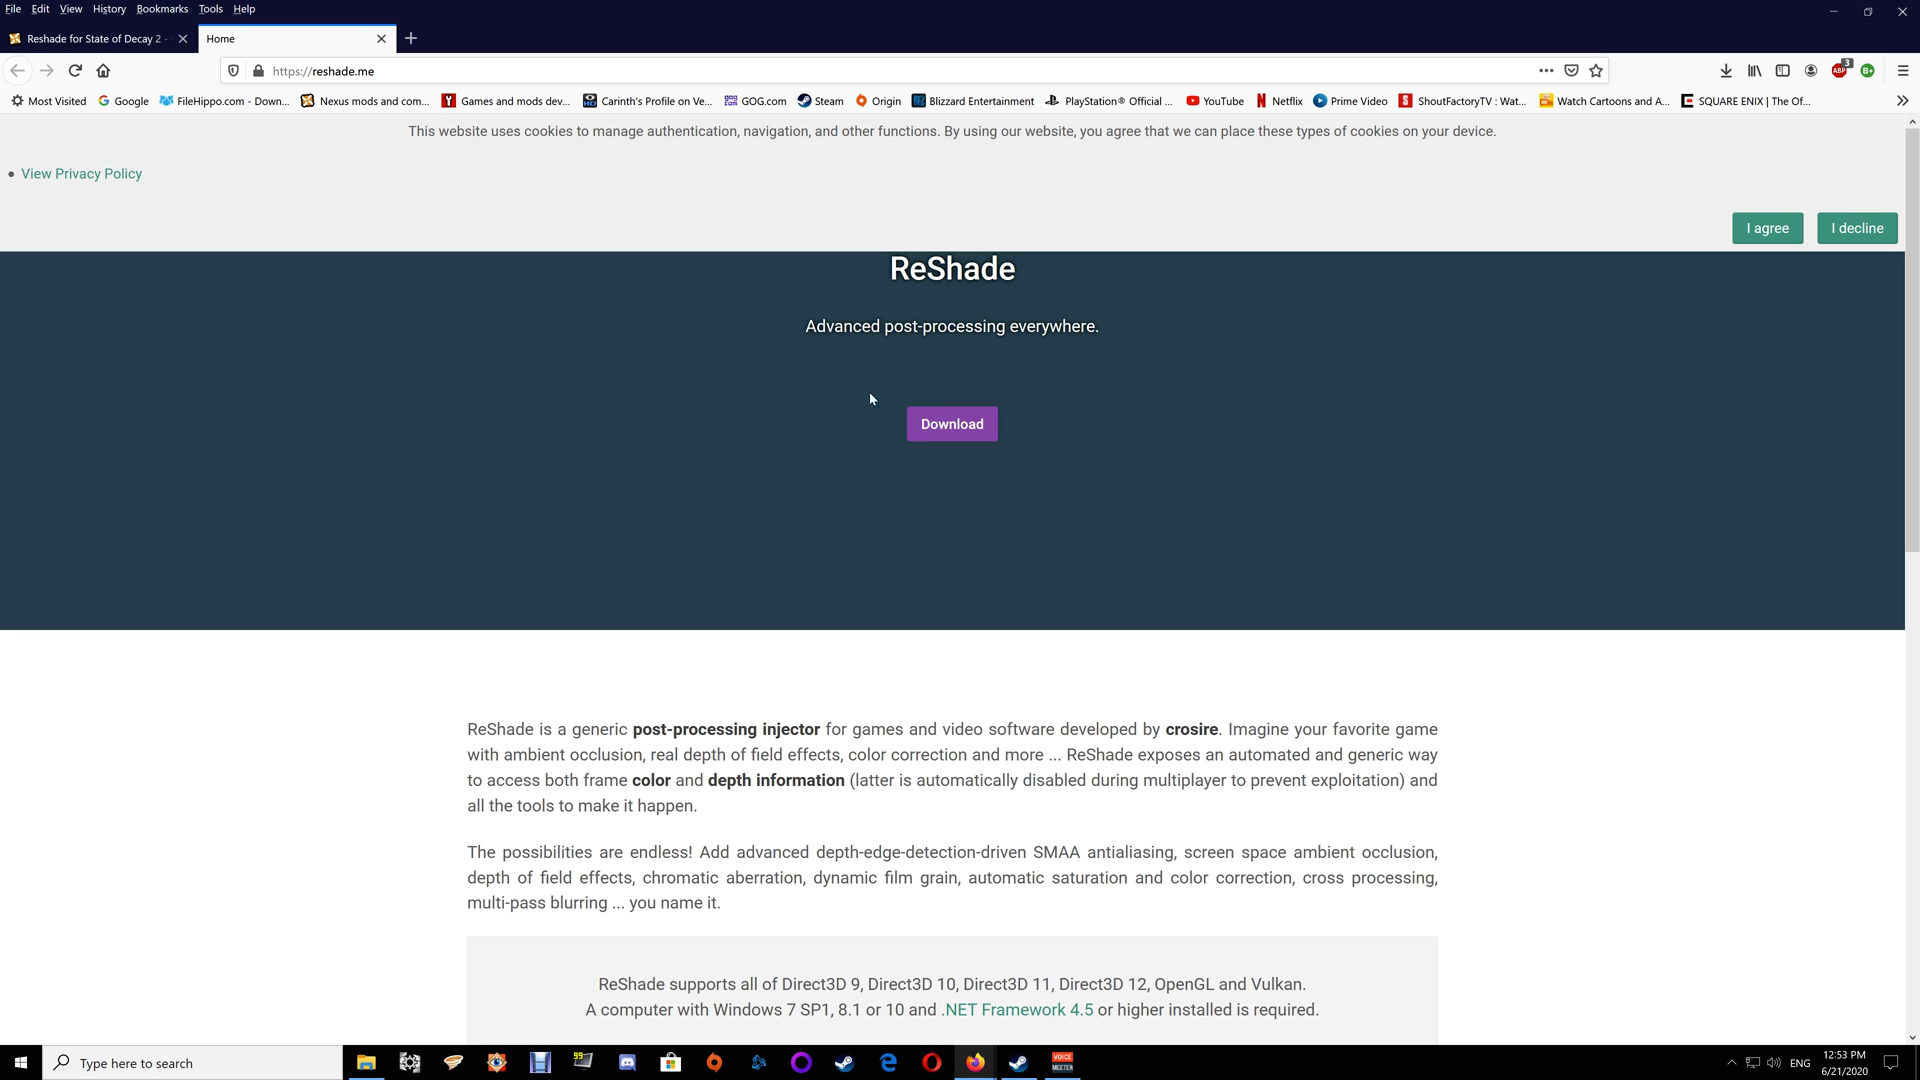 File Edit View History Bookmarks Tools Help
Reshade for State of Decay 2 -
Home
https://reshade.me
Most Visited Google FileHippo.com - Down... Nexus mods and com... Games and mods dev... Carinth's Profile on Ve... GOG.com Steam Origin Blizzard Entertainment PlayStation® Official ... YouTube Netflix Prime Video ShoutFactoryTV : Wat... Watch Cartoons and A... SQUARE ENIX | The Of...
ABP 3
B+
This website uses cookies to manage authentication, navigation, and other functions. By using our website, you agree that we can place these types of cookies on your device.
View Privacy Policy
I agree I decline
ReShade
Advanced post-processing everywhere.
Download
ReShade is a generic post-processing injector for games and video software developed by crosire. Imagine your favorite game
with ambient occlusion, real depth of field effects, color correction and more ... ReShade exposes an automated and generic way
to access both frame color and depth information (latter is automatically disabled during multiplayer to prevent exploitation) and
all the tools to make it happen.
The possibilities are endless! Add advanced depth-edge-detection-driven SMAA antialiasing, screen space ambient occlusion,
depth of field effects, chromatic aberration, dynamic film grain, automatic saturation and color correction, cross processing,
multi-pass blurring ... you name it.
ReShade supports all of Direct3D 9, Direct3D 10, Direct3D 11, Direct3D 12, OpenGL and Vulkan.
A computer with Windows 7 SP1, 8.1 or 10 and .NET Framework 4.5 or higher installed is required.
Type here to search
99
VOICE
MEETER
ENG
12:53 PM
6/21/2020